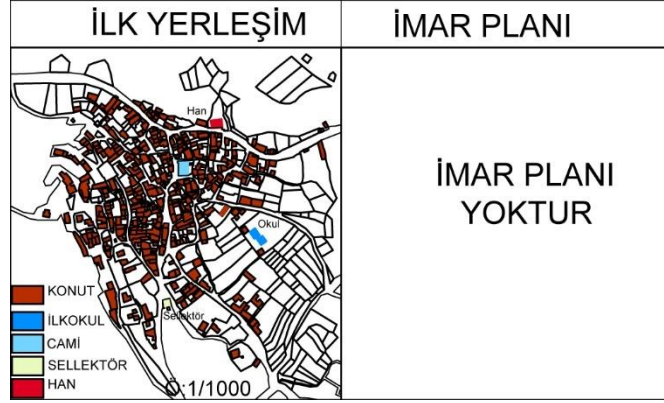 İLK YERLEŞİM
İMAR PLANI
Han
Okul
Sellektör
KONUT
İLKOKUL
CAMİ
SELLEKTÖR
HAN
Ö:1/1000
İMAR PLANI
YOKTUR